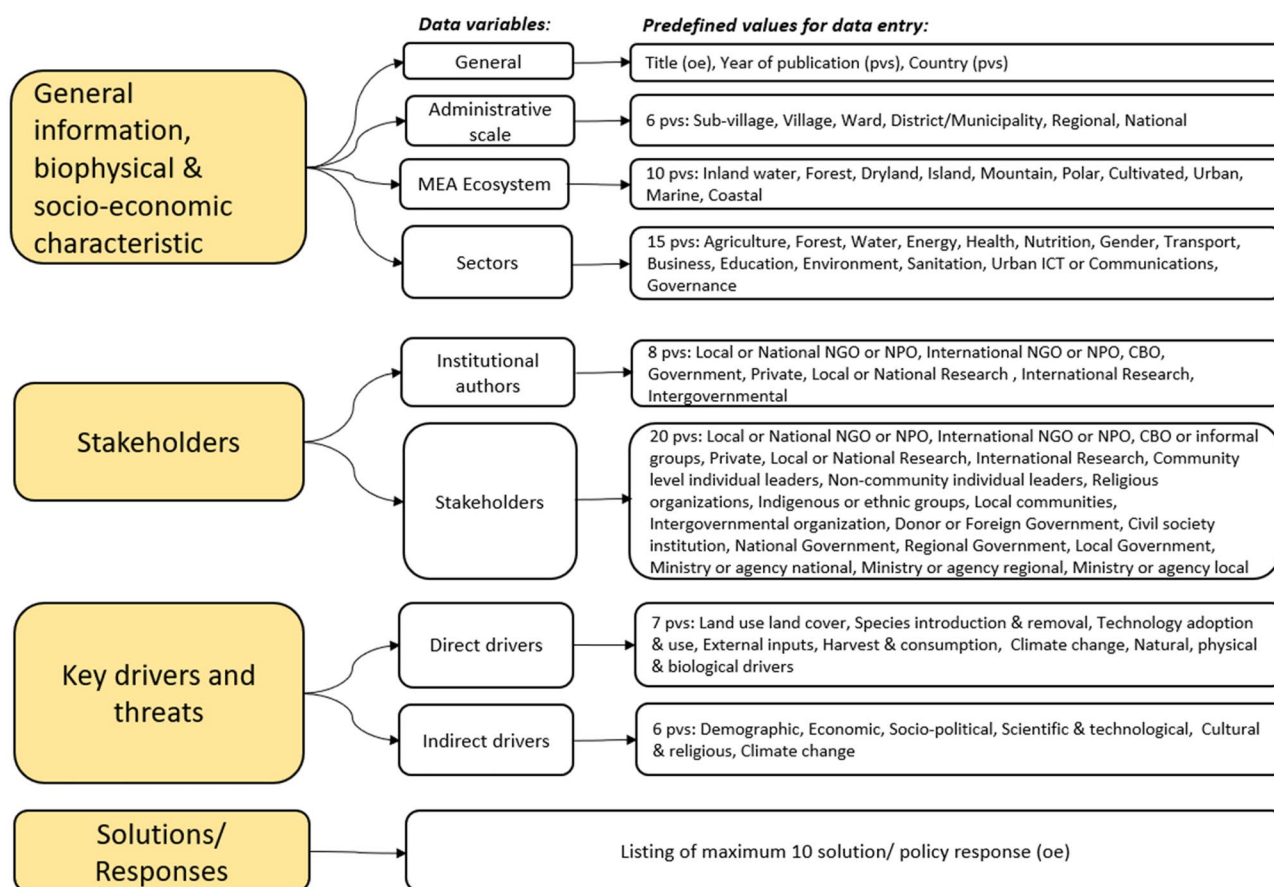 Data variables:
Predefined values for data entry:
General
information,
biophysical &
socio-economic
characteristic
General
Title (oe), Year of publication (pvs), Country (pvs)
Administrative
scale
6 pvs: Sub-village, Village, Ward, District/Municipality, Regional, National
MEA Ecosystem
10 pvs: Inland water, Forest, Dryland, Island, Mountain, Polar, Cultivated, Urban,
Marine, Coastal
Sectors
15 pvs: Agriculture, Forest, Water, Energy, Health, Nutrition, Gender, Transport,
Business, Education, Environment, Sanitation, Urban ICT or Communications,
Governance
Stakeholders
Institutional
authors
8 pvs: Local or National NGO or NPO, International NGO or NPO, CBO,
Government, Private, Local or National Research , International Research,
Intergovernmental
Stakeholders
20 pvs: Local or National NGO or NPO, International NGO or NPO, CBO or informal
groups, Private, Local or National Research, International Research, Community
level individual leaders, Non-community individual leaders, Religious
organizations, Indigenous or ethnic groups, Local communities,
Intergovernmental organization, Donor or Foreign Government, Civil society
institution, National Government, Regional Government, Local Government,
Ministry or agency national, Ministry or agency regional, Ministry or agency local
Key drivers and
threats
Direct drivers
7 pvs: Land use land cover, Species introduction & removal, Technology adoption
& use, External inputs, Harvest & consumption, Climate change, Natural, physical
& biological drivers
Indirect drivers
6 pvs: Demographic, Economic, Socio-political, Scientific & technological, Cultural
& religious, Climate change
Solutions/
Responses
Listing of maximum 10 solution/ policy response (oe)